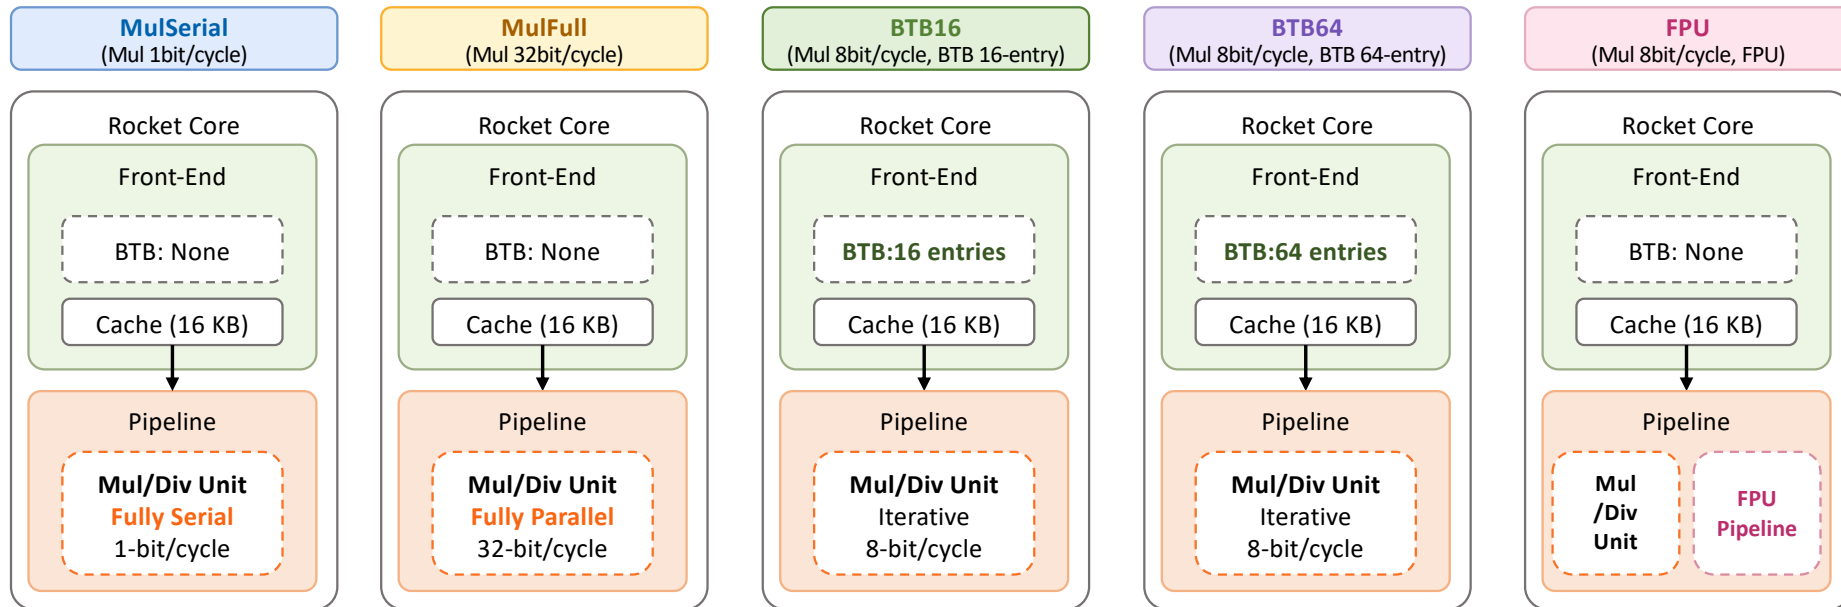 MulSerial
(Mul 1bit/cycle)
Rocket Core
Front-End
BTB: None
Cache (16 KB)
Pipeline
Mul/Div Unit
Fully Serial
1-bit/cycle
MulFull
(Mul 32bit/cycle)
Rocket Core
Front-End
BTB: None
Cache (16 KB)
Pipeline
Mul/Div Unit
Fully Parallel
32-bit/cycle
BTB16
(Mul 8bit/cycle, BTB 16-entry)
Rocket Core
Front-End
BTB:16 entries
Cache (16 KB)
Pipeline
Mul/Div Unit
Iterative
8-bit/cycle
BTB64
(Mul 8bit/cycle, BTB 64-entry)
Rocket Core
Front-End
BTB:64 entries
Cache (16 KB)
Pipeline
Mul/Div Unit
Iterative
8-bit/cycle
FPU
(Mul 8bit/cycle, FPU)
Rocket Core
Front-End
BTB: None
Cache (16 KB)
Pipeline
Mul
/Div
Unit
FPU
Pipeline